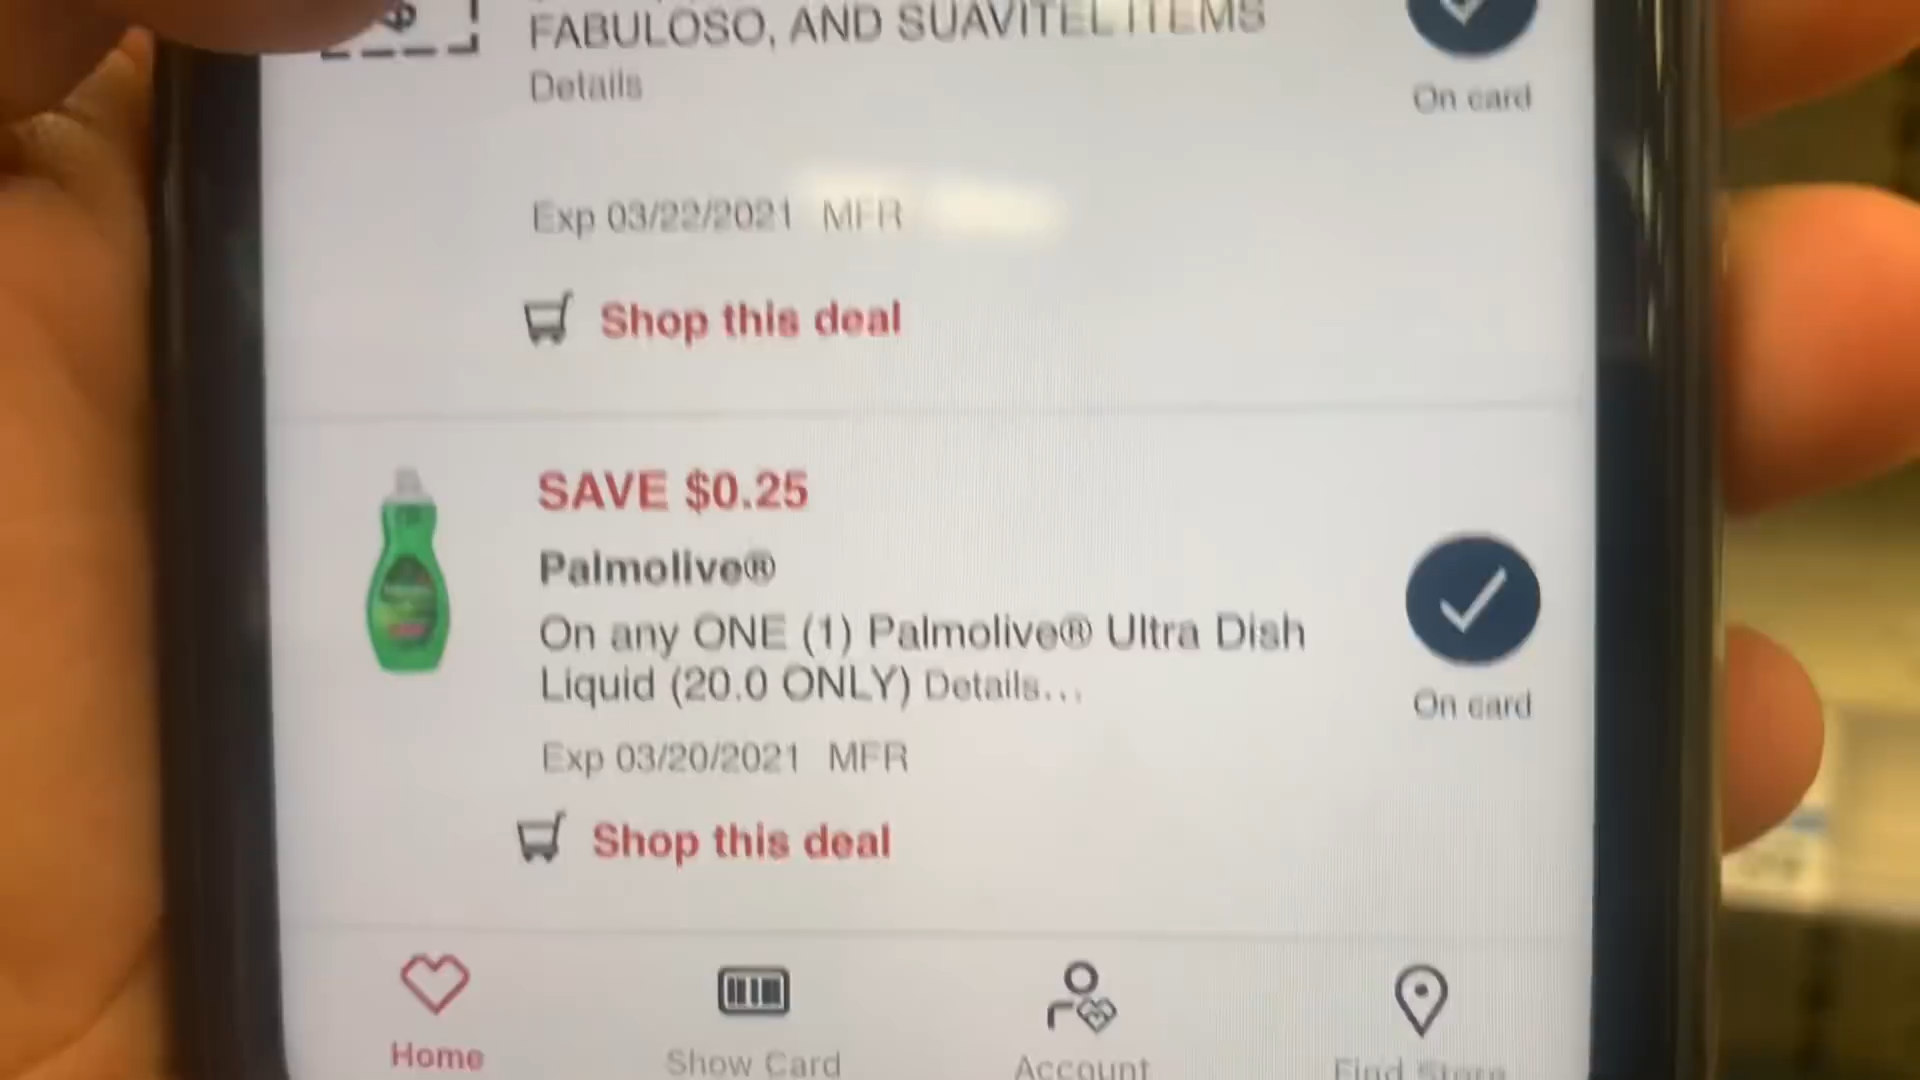 FABULOSO, AND SUAVITEL ITEMS
Details
On card
Exp 03/22/2021 MFR
Shop this deal
SAVE $0.25
Palmolive®
On any ONE (1) Palmolive® Ultra Dish
Liquid (20.0 ONLY) Details...
On card
Exp 03/20/2021 MFR
Shop this deal
Home
Show Card
Account
Find Store